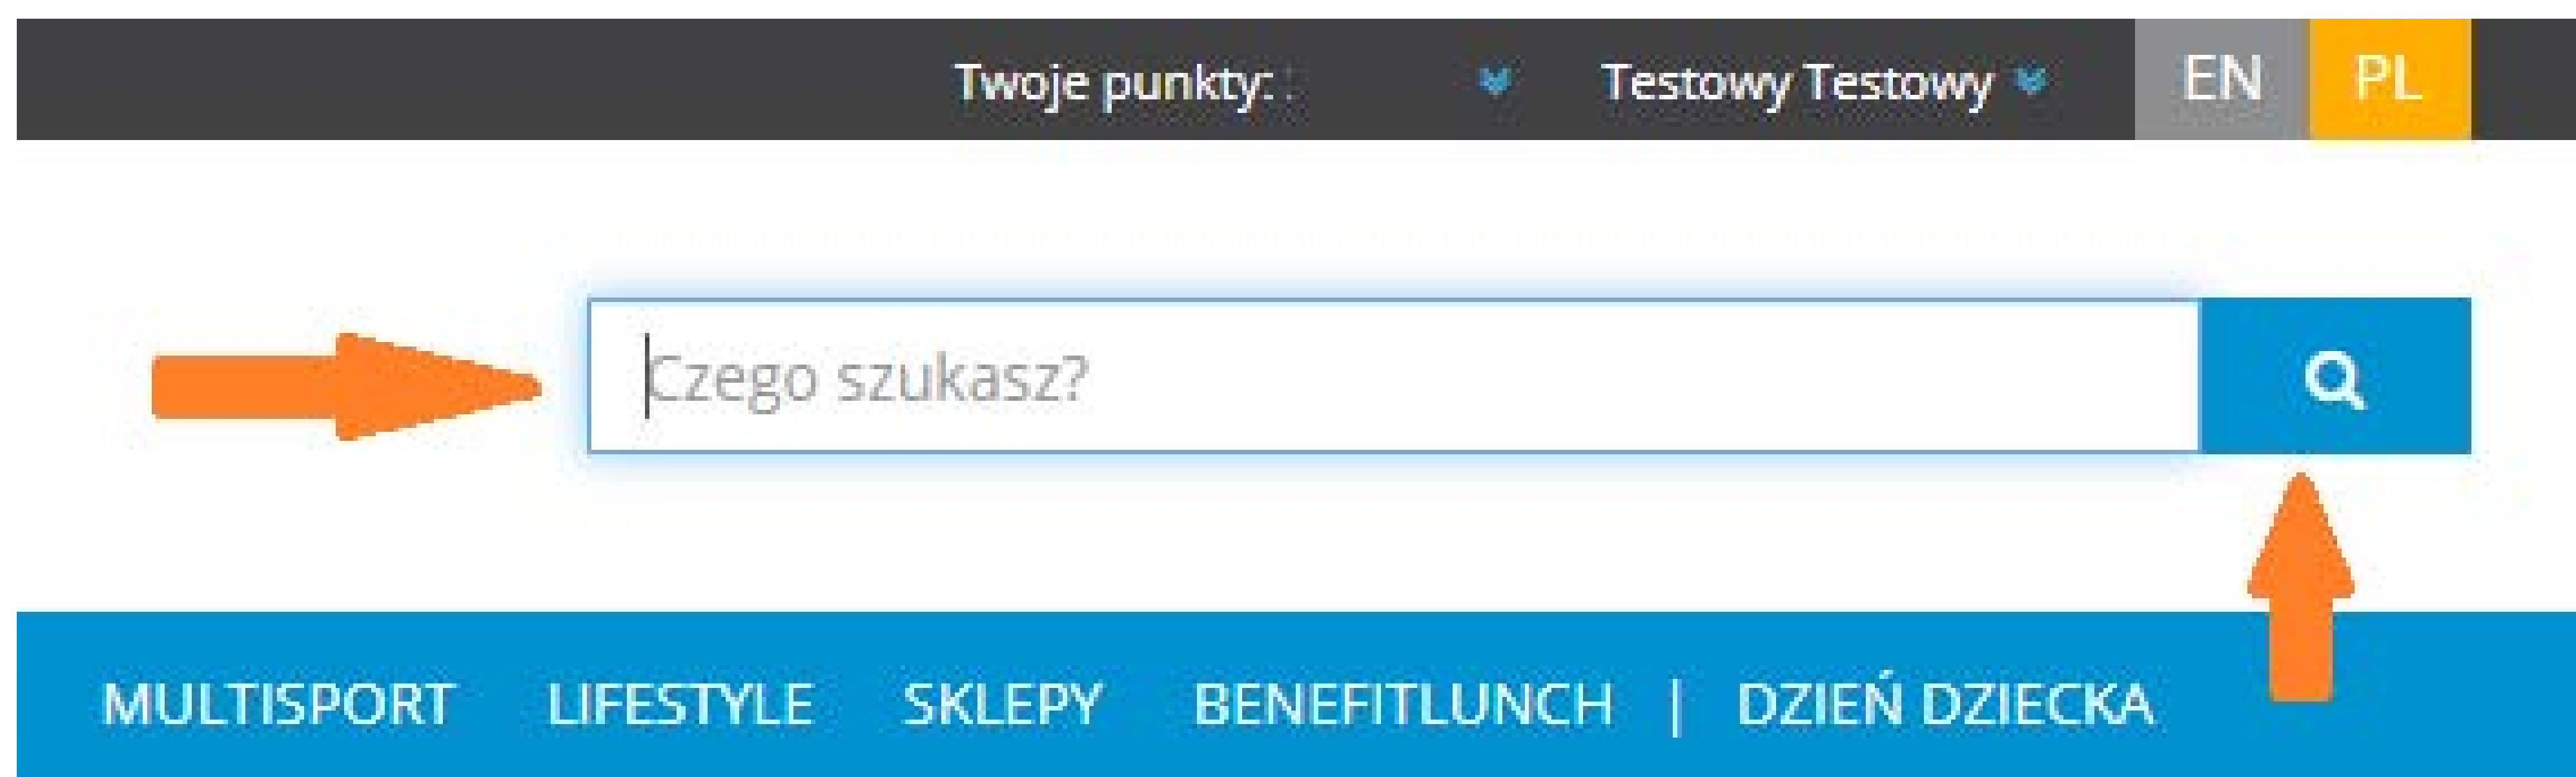 Twoje punkty: Testowy Testowy EN PL
Czego szukasz?
MULTISPORT LIFESTYLE SKLEPY BENEFITLUNCH | DZIEŃ DZIECKA